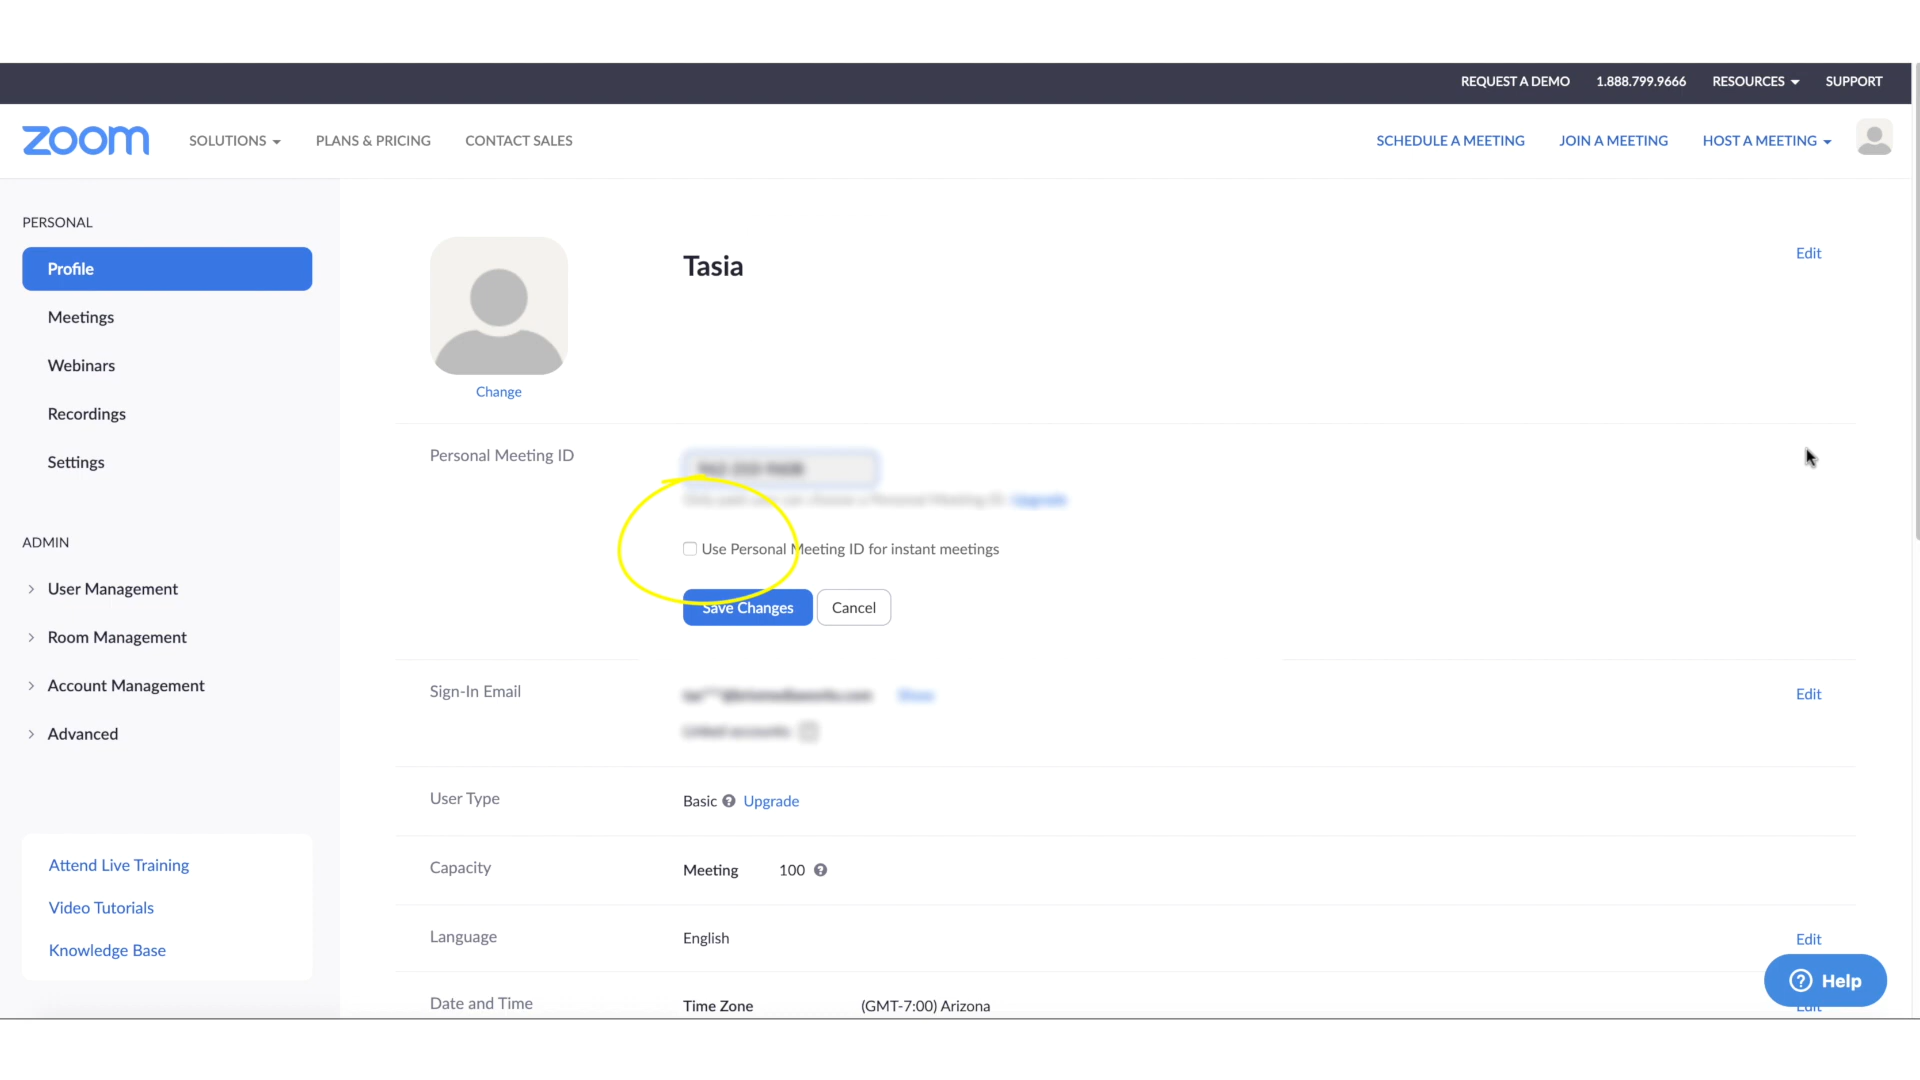 REQUEST A DEMO 1.888.799.9666 RESOURCES SUPPORT
zoom SOLUTIONS PLANS & PRICING CONTACT SALES SCHEDULE A MEETING JOIN A MEETING HOST A MEETING
PERSONAL
Profile
Meetings
Webinars
Recordings
Settings
ADMIN
User Management
Room Management
Account Management
Advanced
Attend Live Training
Video Tutorials
Knowledge Base
Tasia
Edit
Change
Personal Meeting ID
Upgrade
Use Personal Meeting ID for instant meetings
Save Changes Cancel
Sign-In Email
Edit
User Type Basic Upgrade
Capacity Meeting 100
Language English Edit
Date and Time Time Zone (GMT-7:00) Arizona Edit
Help